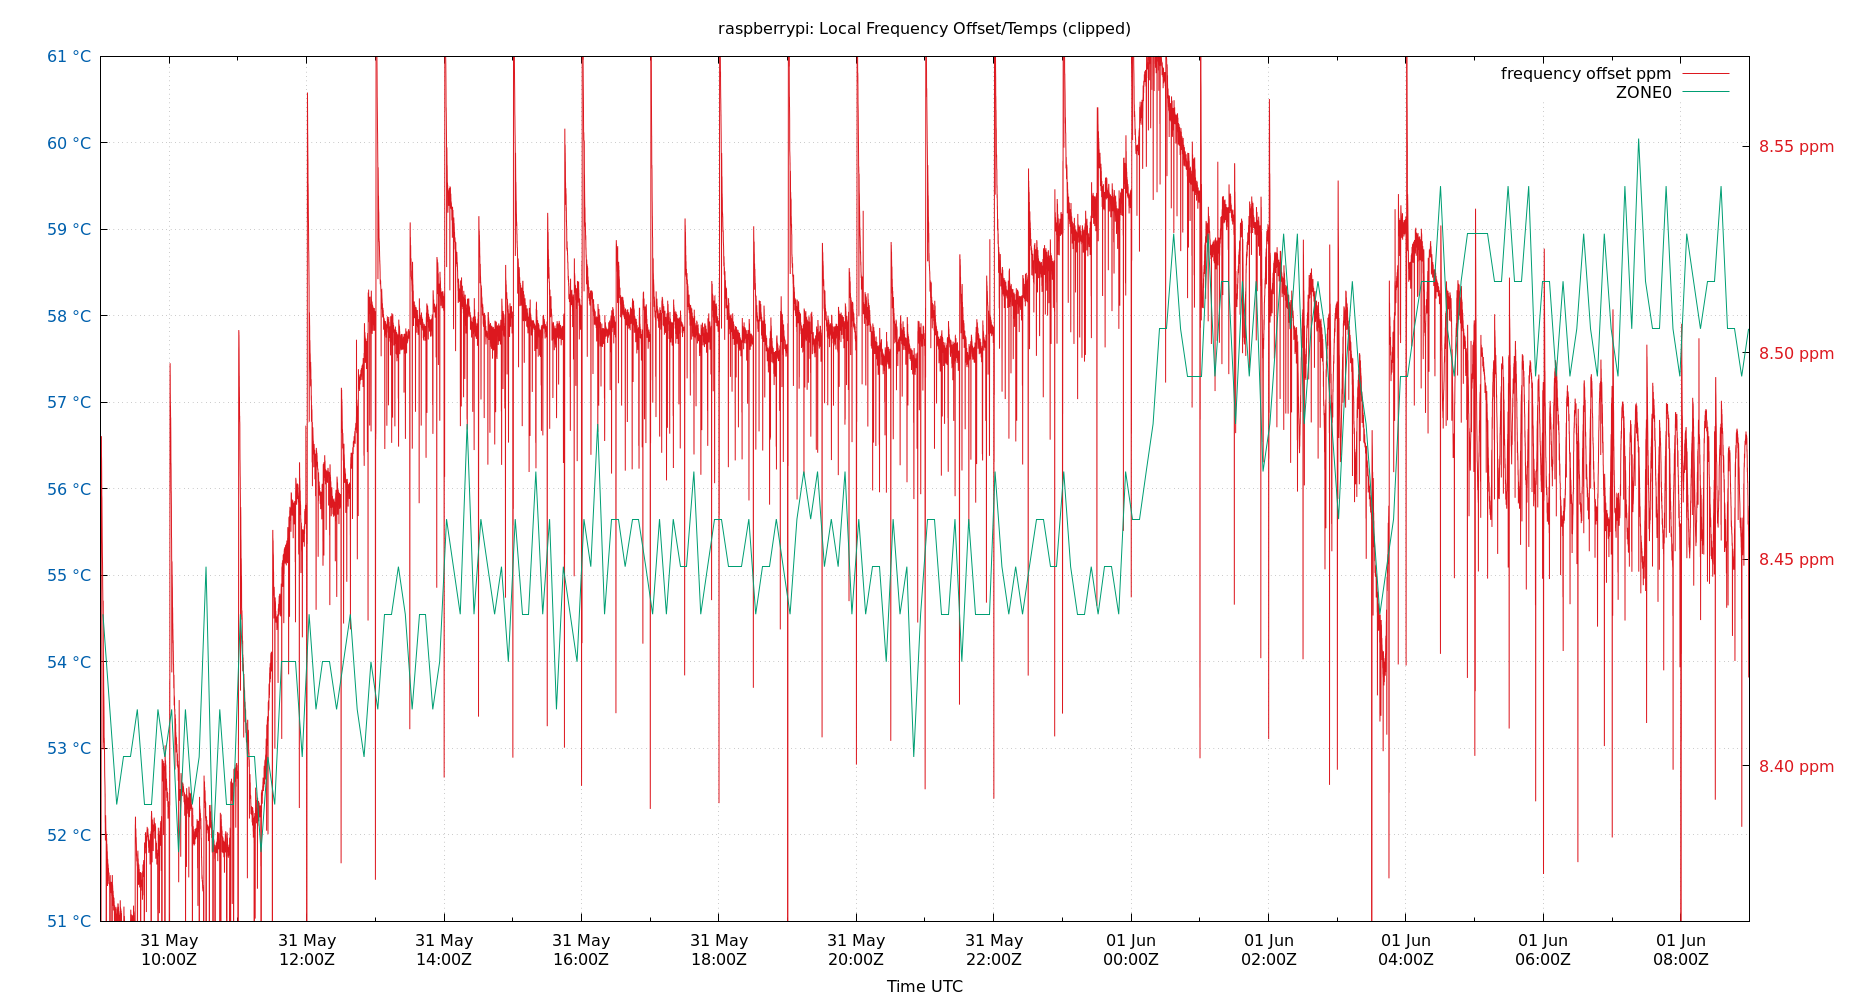 raspberrypi: Local Frequency Offset/Temps (clipped)
frequency offset ppm
ZONE0
61 °C
60 °C
59 °C
58 °C
57 °C
56 °C
55 °C
54 °C
53 °C
52 °C
51 °C
8.55 ppm
8.50 ppm
8.45 ppm
8.40 ppm
31 May 31 May 31 May 31 May 31 May 31 May 31 May 01 Jun 01 Jun 01 Jun 01 Jun 01 Jun
10:00Z 12:00Z 14:00Z 16:00Z 18:00Z 20:00Z 22:00Z 00:00Z 02:00Z 04:00Z 06:00Z 08:00Z
Time UTC